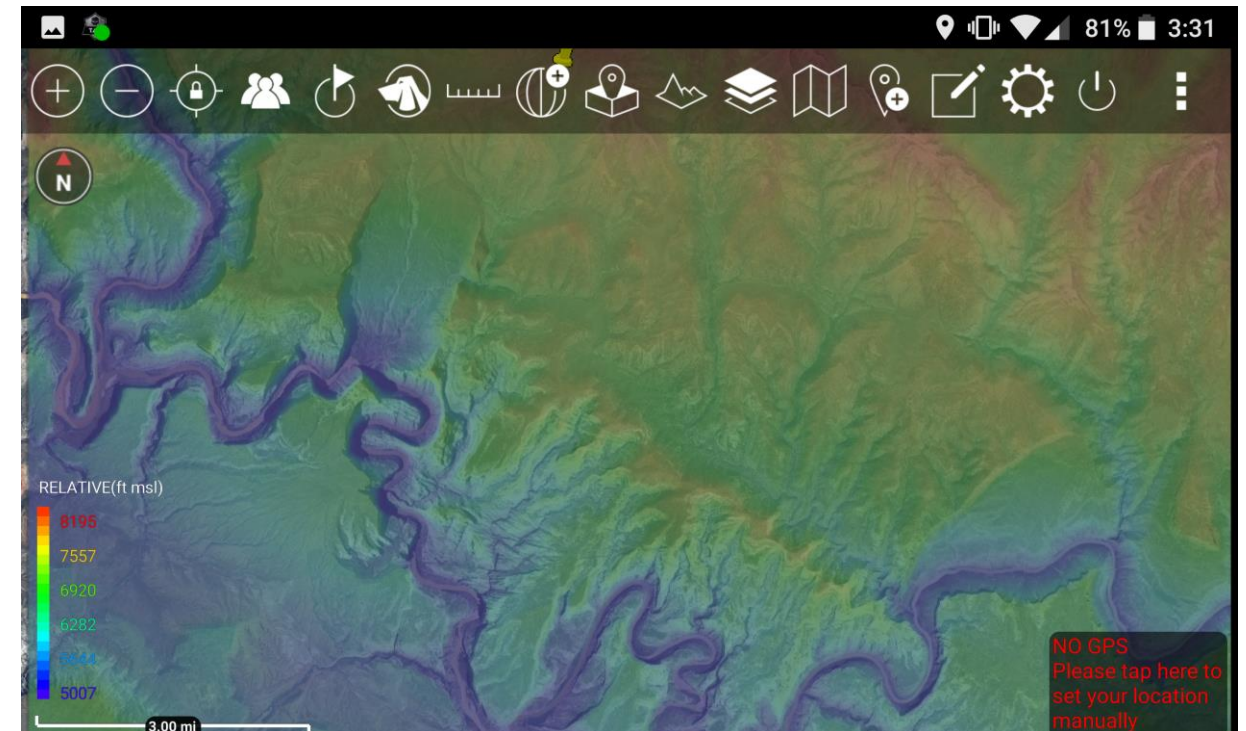 81% 3:31
N
RELATIVE(ft msl)
8195
7557
6920
6282
5007
3.00 mi
NO GPS
Please tap here to
set your location
manually